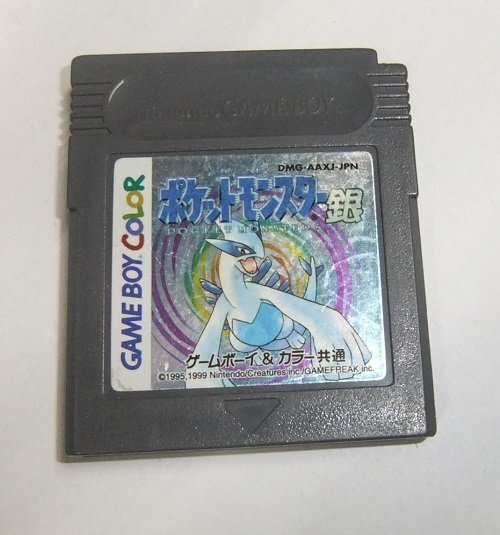 Nintendo GAME BOY
GAME BOY COLOR
DMG-AAXJ-JPN
ポケットモンスター銀
POCKET MONSTERS
ゲームボーイ & カラー共通
©1995,1999 Nintendo/Creatures inc./GAMEFREAK inc.